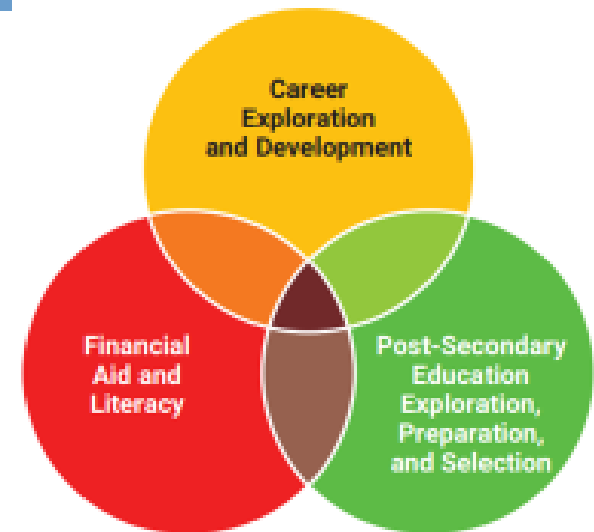 Career
Exploration
and Development
Financial
Aid and
Literacy
Post-Secondary
Education
Exploration,
Preparation,
and Selection